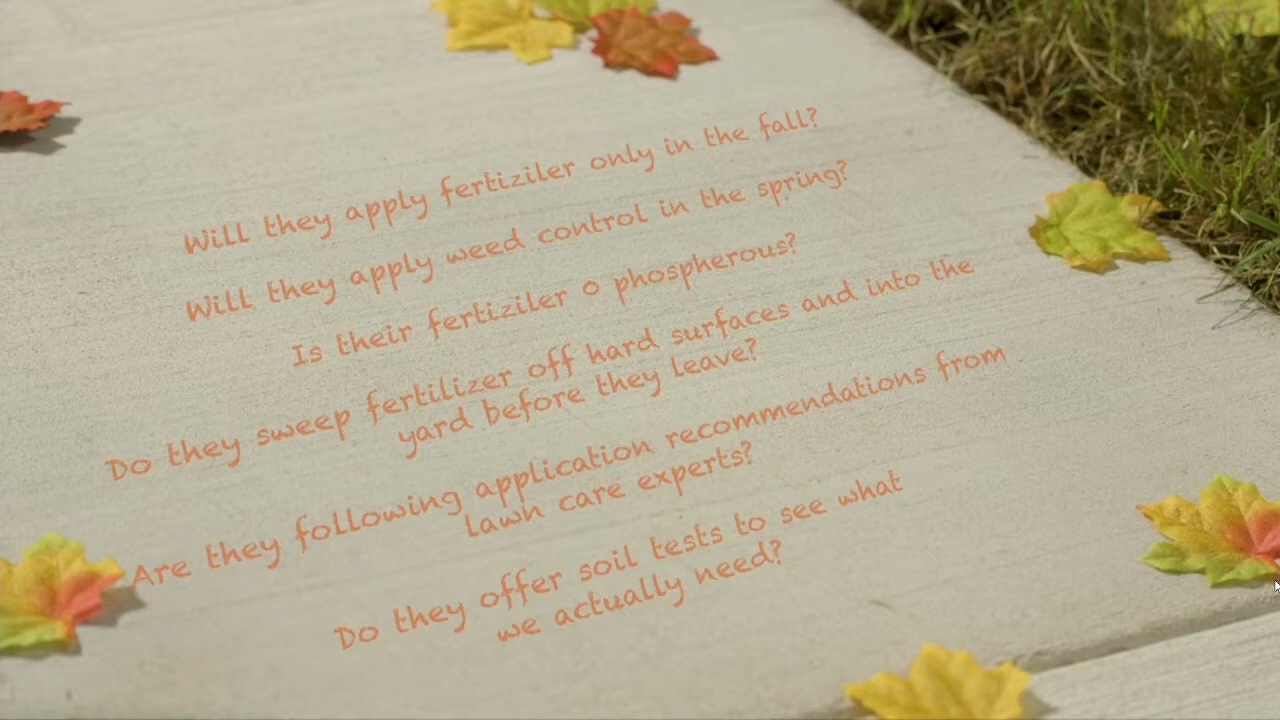 Will they apply fertiziler only in the fall?
Will they apply weed control in the spring?
Is their fertiziler 0 phospherous?
Do they sweep fertilizer off hard surfaces and into the
yard before they leave?
Are they following application recommendations from
lawn care experts?
Do they offer soil tests to see what
we actually need?